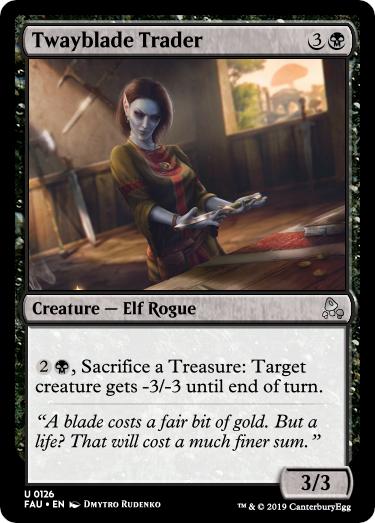 Twayblade Trader 3
Creature — Elf Rogue
2 , Sacrifice a Treasure: Target
creature gets -3/-3 until end of turn.
“A blade costs a fair bit of gold. But a
life? That will cost a much finer sum.”
3/3
U 0126
FAU • EN Dmytro Rudenko
™ & © 2019 CanterburyEgg